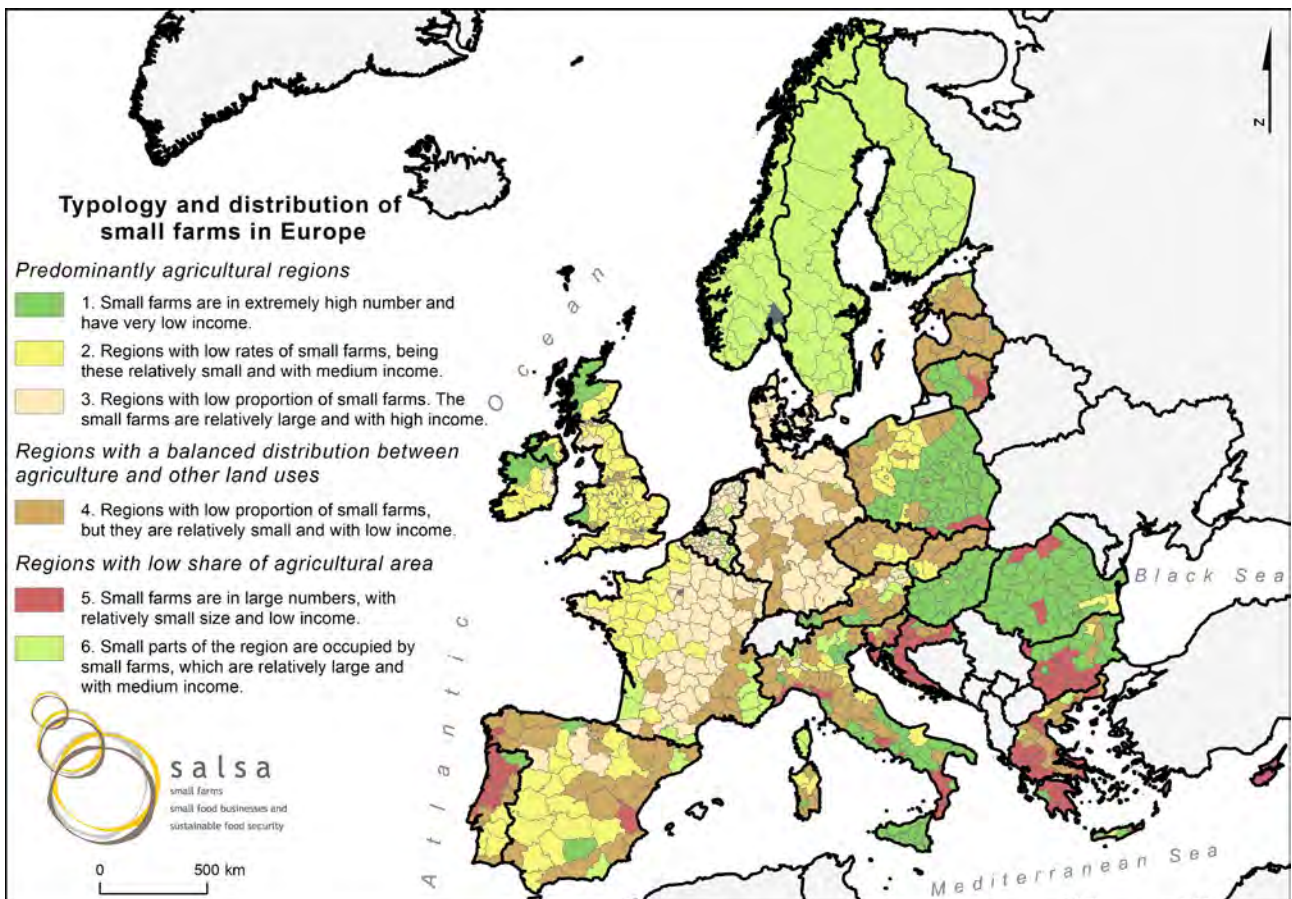 Typology and distribution of
small farms in Europe
Predominantly agricultural regions
1. Small farms are in extremely high number and
have very low income.
2. Regions with low rates of small farms, being
these relatively small and with medium income.
3. Regions with low proportion of small farms. The
small farms are relatively large and with high income.
Regions with a balanced distribution between
agriculture and other land uses
4. Regions with low proportion of small farms,
but they are relatively small and with low income.
Regions with low share of agricultural area
5. Small farms are in large numbers, with
relatively small size and low income.
6. Small parts of the region are occupied by
small farms, which are relatively large and
with medium income.
salsa
small farms
small food businesses and
sustainable food security
0 500 km
Atlantic Ocean
Black Sea
Mediterranean Sea
N